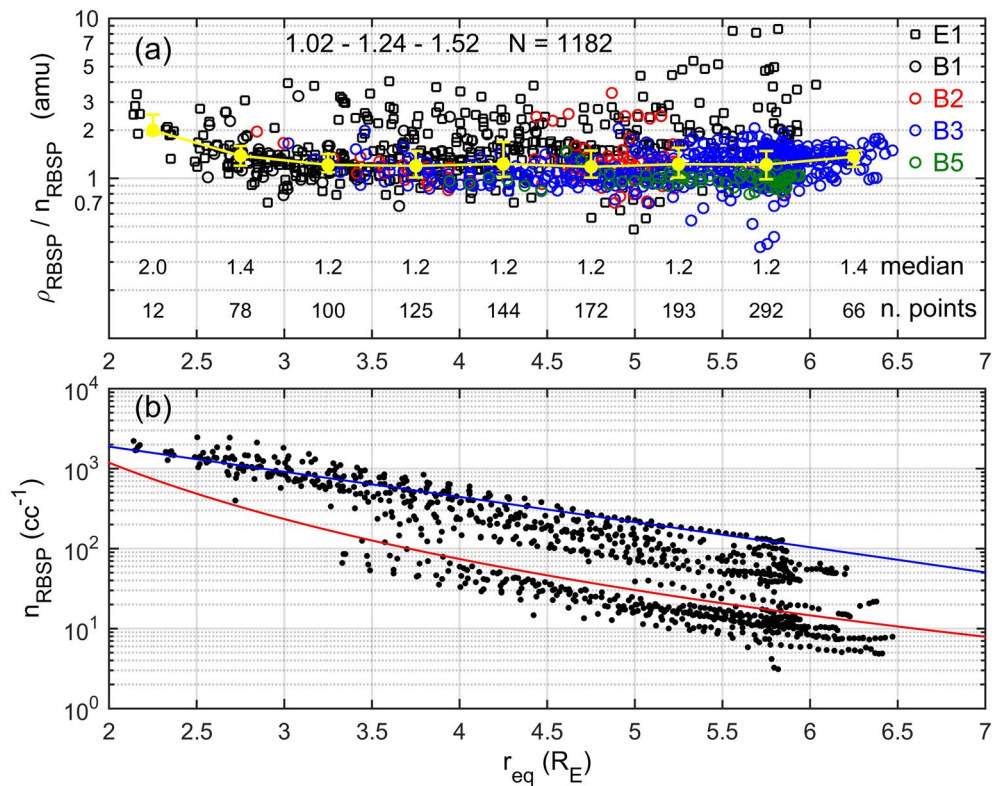 (a) 1.02 - 1.24 - 1.52 N = 1182
E1
B1
B2
B3
B5
10
7
5
3
2
1
0.7
ρRBSP / nRBSP (amu)
2.0 1.4 1.2 1.2 1.2 1.2 1.2 1.2 1.4 median
12 78 100 125 144 172 193 292 66 n. points
2 2.5 3 3.5 4 4.5 5 5.5 6 6.5 7
(b)
10^4
10^3
10^2
10^1
10^0
nRBSP (cc^-1)
2 2.5 3 3.5 4 4.5 5 5.5 6 6.5 7
req (RE)